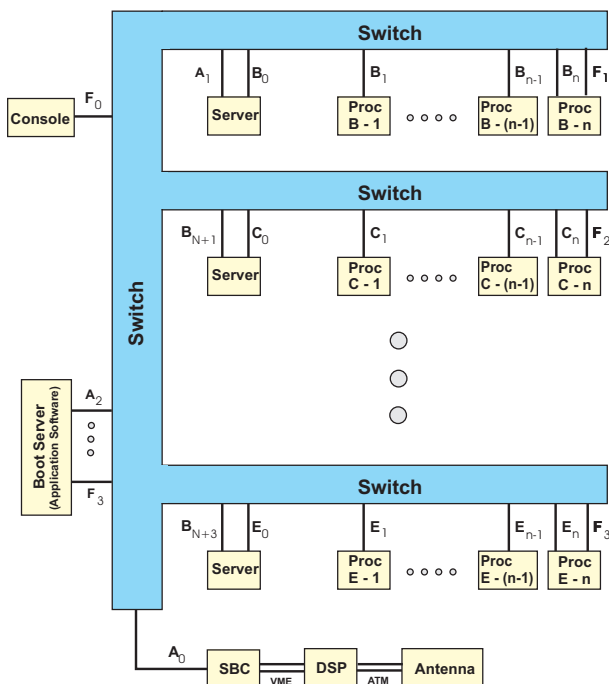 Switch
A1 B0 B1 Bn-1 Bn F1
F0
Console
Server
Proc
B - 1
Proc
B - (n-1)
Proc
B - n
Switch
BN+1 C0 C1 Cn-1 Cn F2
Server
Proc
C - 1
Proc
C - (n-1)
Proc
C - n
Switch
Boot Server
(Application Software)
A2
F3
Switch
BN+3 E0 E1 En-1 En F3
Server
Proc
E - 1
Proc
E - (n-1)
Proc
E - n
A0
SBC
VME
DSP
ATM
Antenna